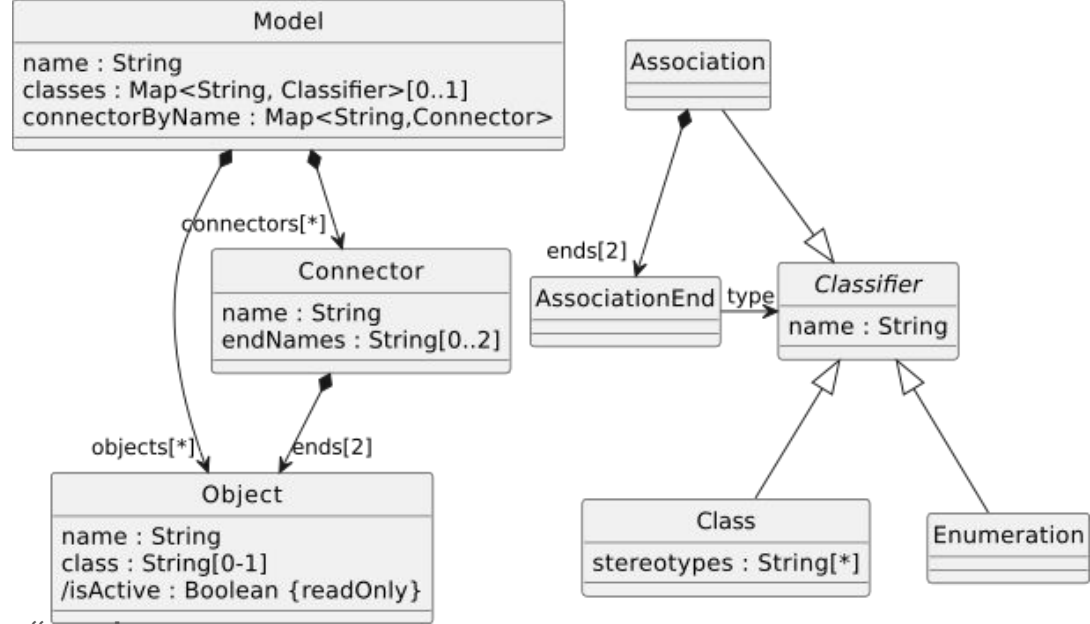 Model
name : String
classes : Map<String, Classifier>[0..1]
connectorByName : Map<String,Connector>
connectors[*]
Connector
name : String
endNames : String[0..2]
objects[*]
ends[2]
Object
name : String
class : String[0-1]
/isActive : Boolean {readOnly}
Association
ends[2]
AssociationEnd
type
Classifier
name : String
Class
stereotypes : String[*]
Enumeration